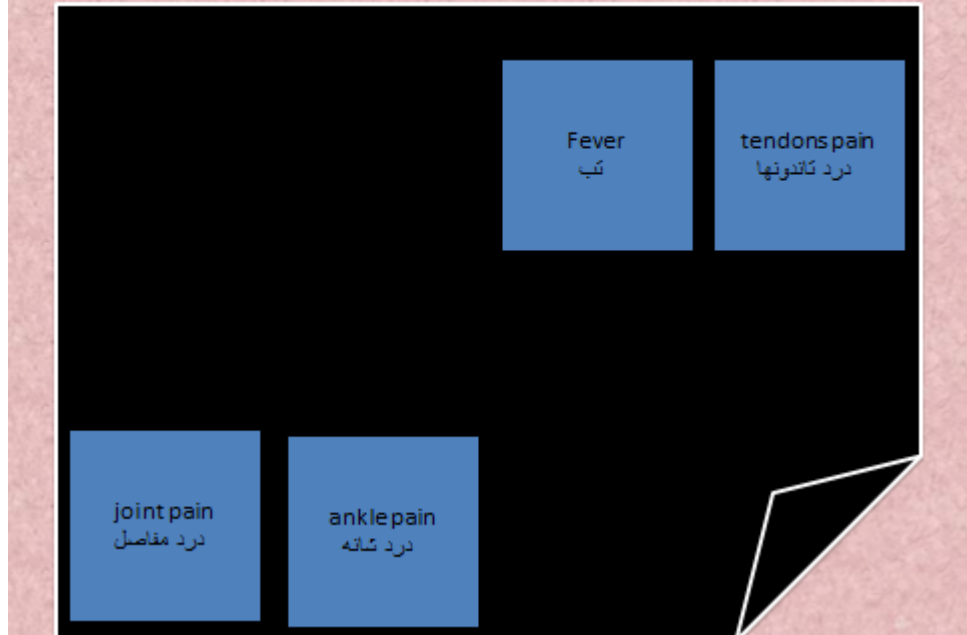 Fever
تب
tendons pain
درد تاندونها
joint pain
درد مفاصل
ankle pain
درد شانه